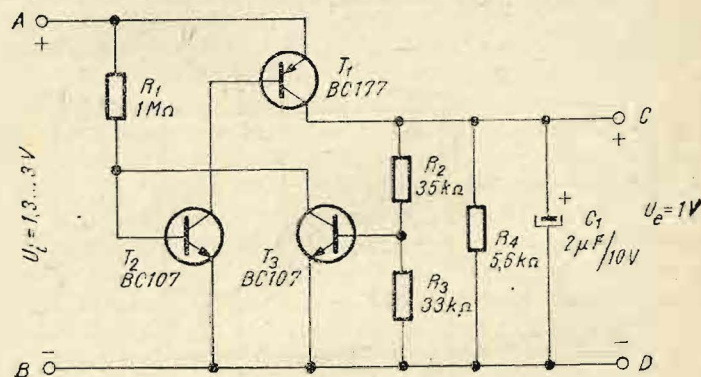 A
+
R1
1MΩ
T1
BC177
C
+
Ui = 1,3...3 V
T2
BC107
T3
BC107
R2
35kΩ
R3
33kΩ
R4
5,6kΩ
+
C1
2μF/10V
Ue = 1V
B
−
−
D